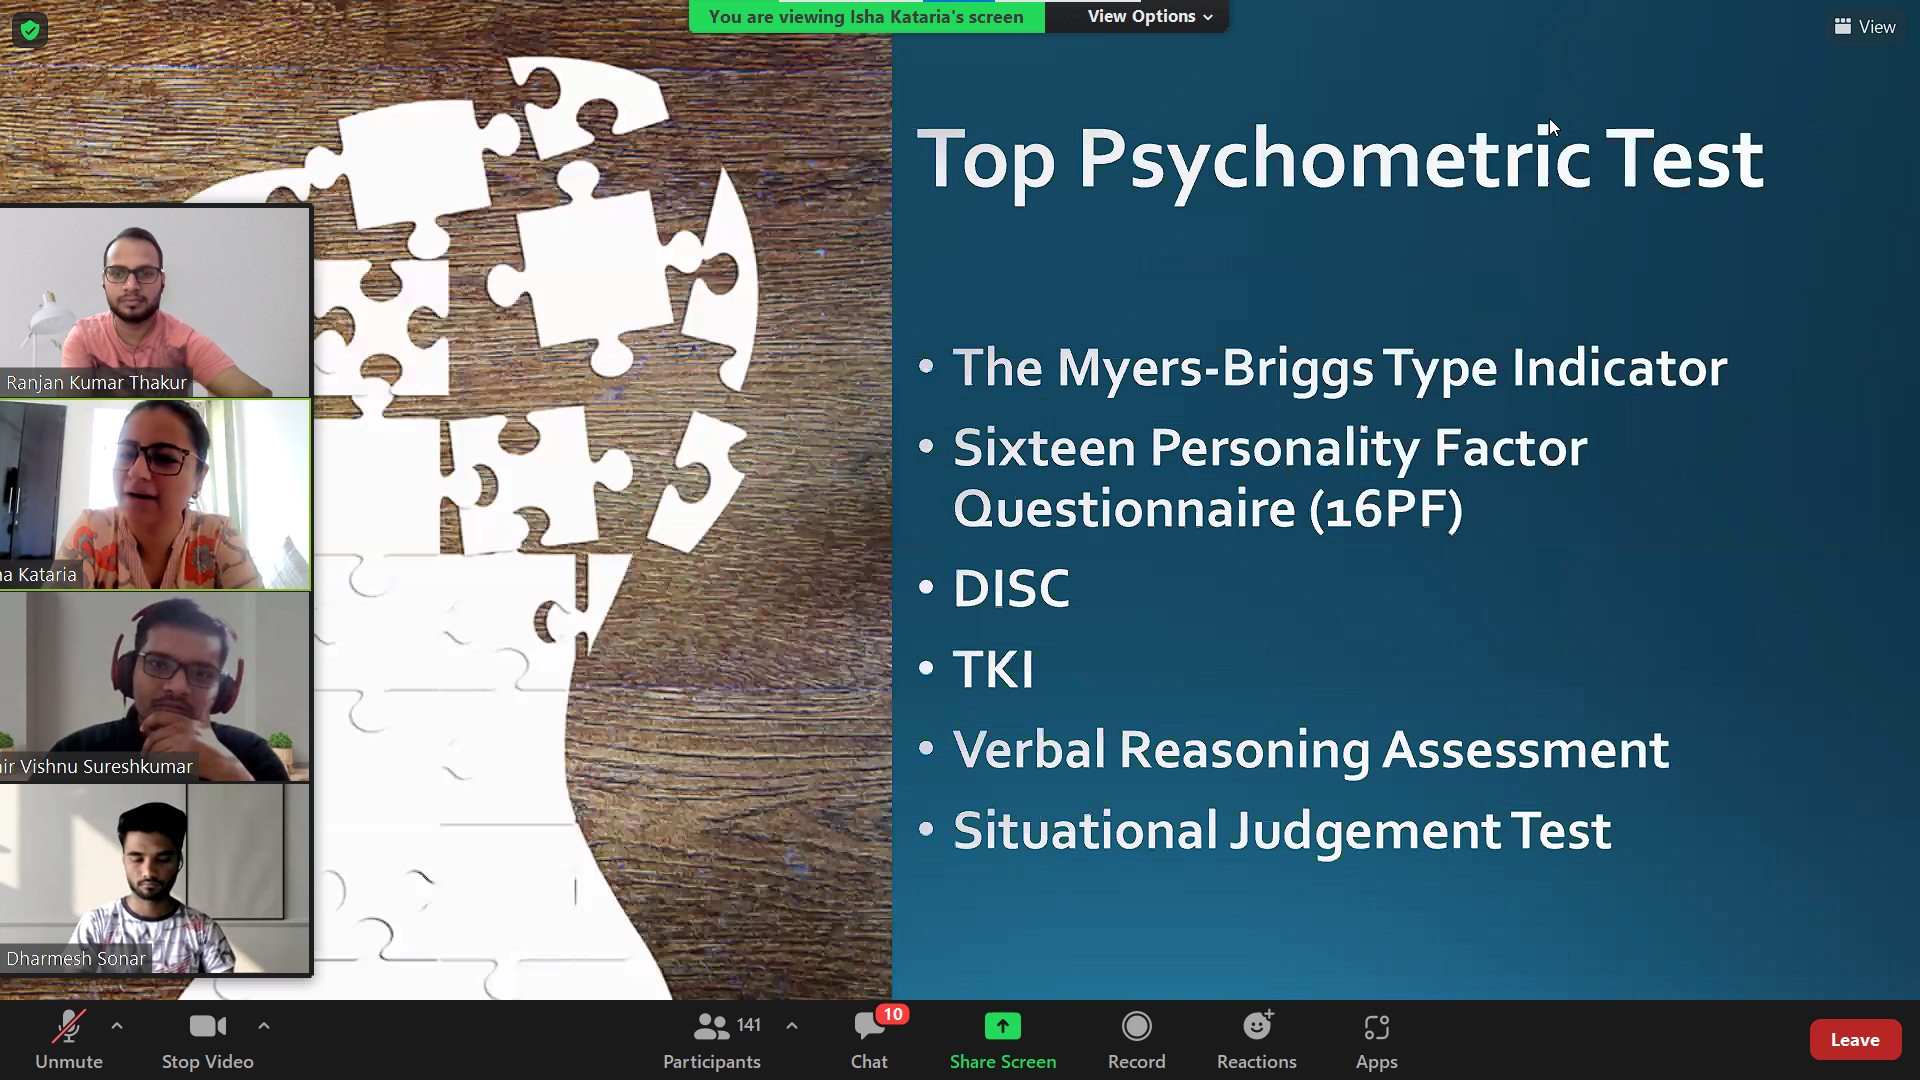 You are viewing Isha Kataria's screen
View Options
View
Top Psychometric Test
• The Myers-Briggs Type Indicator
• Sixteen Personality Factor
Questionnaire (16PF)
• DISC
• TKI
• Verbal Reasoning Assessment
• Situational Judgement Test
Ranjan Kumar Thakur
a Kataria
ir Vishnu Sureshkumar
Dharmesh Sonar
Unmute
Stop Video
141
Participants
10
Chat
Share Screen
Record
Reactions
Apps
Leave